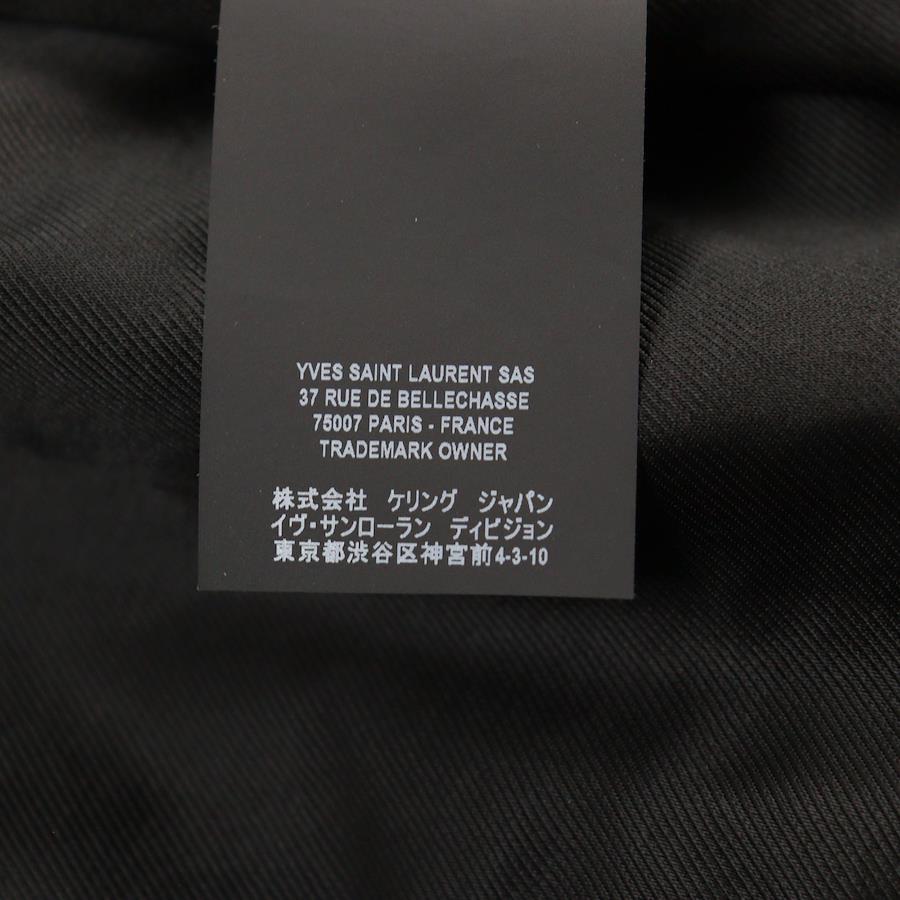 YVES SAINT LAURENT SAS
37 RUE DE BELLECHASSE
75007 PARIS - FRANCE
TRADEMARK OWNER
株式会社 ケリング ジャパン
イヴ・サンローラン ディビジョン
東京都渋谷区神宮前4-3-10